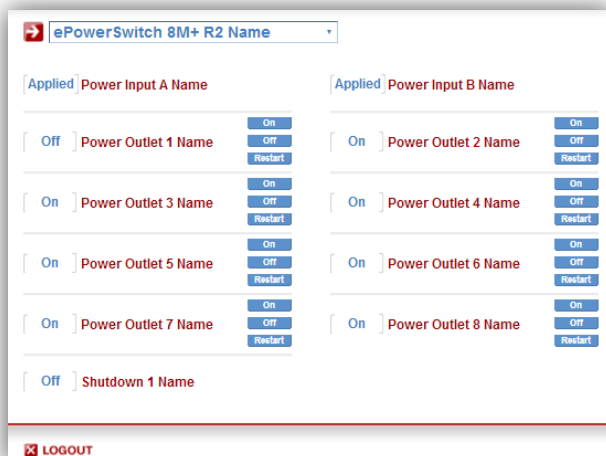 ePowerSwitch 8M+ R2 Name
Applied Power Input A Name
Applied Power Input B Name
Off Power Outlet 1 Name
On
Off
Restart
On Power Outlet 2 Name
On
Off
Restart
On Power Outlet 3 Name
On
Off
Restart
On Power Outlet 4 Name
On
Off
Restart
On Power Outlet 5 Name
On
Off
Restart
On Power Outlet 6 Name
On
Off
Restart
On Power Outlet 7 Name
On
Off
Restart
On Power Outlet 8 Name
On
Off
Restart
Off Shutdown 1 Name
LOGOUT